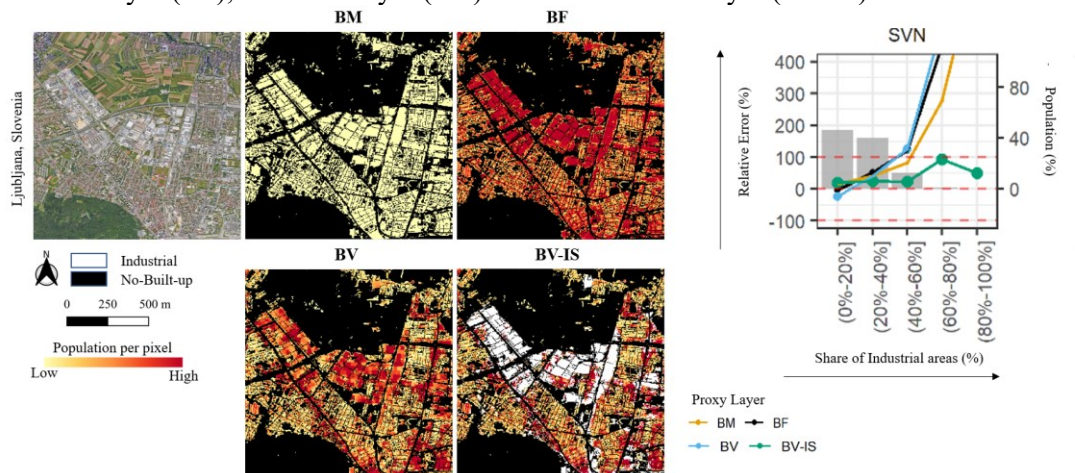 BM
BF
Ljubljana, Slovenia
Industrial
No-Built-up
0 250 500 m
Population per pixel
Low
High
BV
BV-IS
SVN
Relative Error (%)
400
300
200
100
0
-100
80
40
0
Population (%)
(0%-20%]
(20%-40%]
(40%-60%]
(60%-80%]
(80%-100%]
Share of Industrial areas (%)
Proxy Layer
BM BF
BV BV-IS